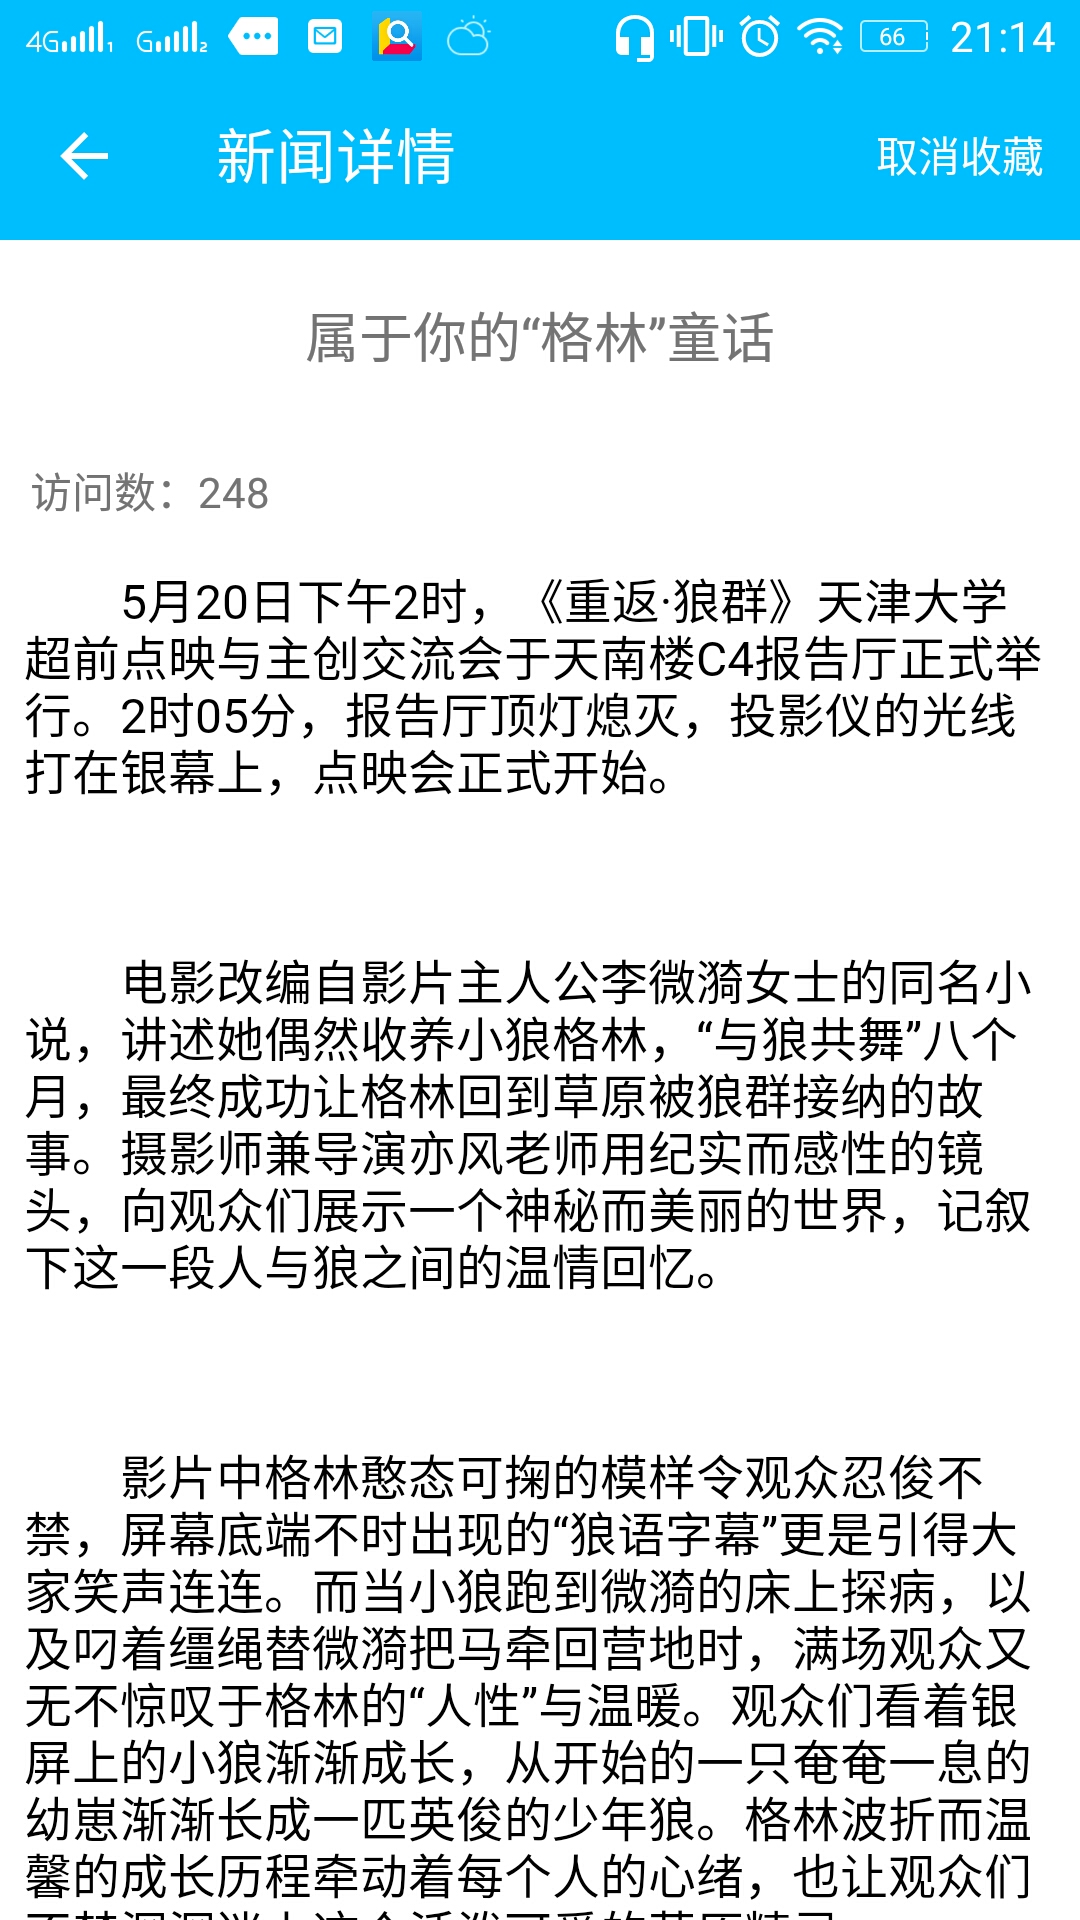 4G 1 G 2 66 21:14
新闻详情 取消收藏
属于你的“格林”童话
访问数：248
5月20日下午2时，《重返·狼群》天津大学
超前点映与主创交流会于天南楼C4报告厅正式举
行。2时05分，报告厅顶灯熄灭，投影仪的光线
打在银幕上，点映会正式开始。
电影改编自影片主人公李微漪女士的同名小
说，讲述她偶然收养小狼格林，“与狼共舞”八个
月，最终成功让格林回到草原被狼群接纳的故
事。摄影师兼导演亦风老师用纪实而感性的镜
头，向观众们展示一个神秘而美丽的世界，记叙
下这一段人与狼之间的温情回忆。
影片中格林憨态可掬的模样令观众忍俊不
禁，屏幕底端不时出现的“狼语字幕”更是引得大
家笑声连连。而当小狼跑到微漪的床上探病，以
及叼着缰绳替微漪把马牵回营地时，满场观众又
无不惊叹于格林的“人性”与温暖。观众们看着银
屏上的小狼渐渐成长，从开始的一只奄奄一息的
幼崽渐渐长成一匹英俊的少年狼。格林波折而温
馨的成长历程牵动着每个人的心绪，也让观众们